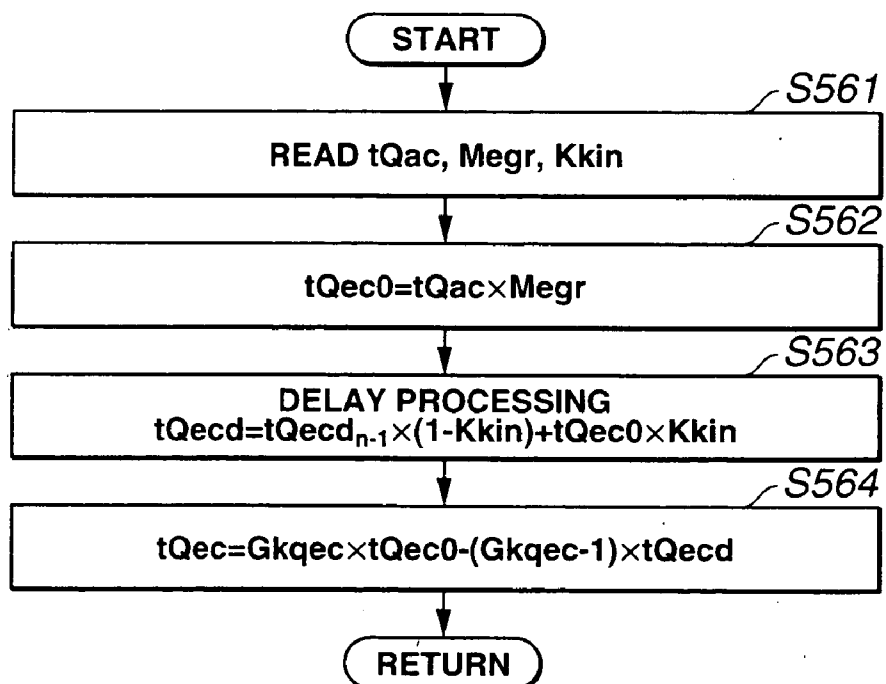 START
S561
READ tQac, Megr, Kkin
S562
tQec0=tQac×Megr
S563
DELAY PROCESSING
tQecd=tQecdn-1×(1-Kkin)+tQec0×Kkin
S564
tQec=Gkqec×tQec0-(Gkqec-1)×tQecd
RETURN